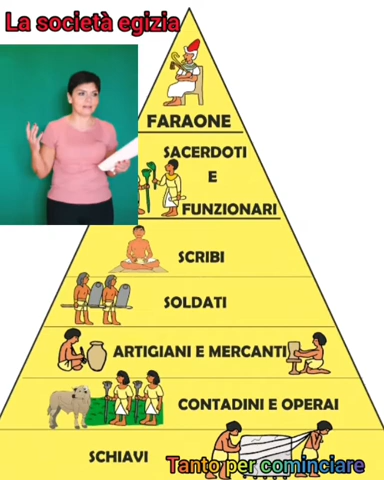 La società egizia
FARAONE
SACERDOTI
E
FUNZIONARI
SCRIBI
SOLDATI
ARTIGIANI E MERCANTI
CONTADINI E OPERAI
SCHIAVI
Tanto per cominciare